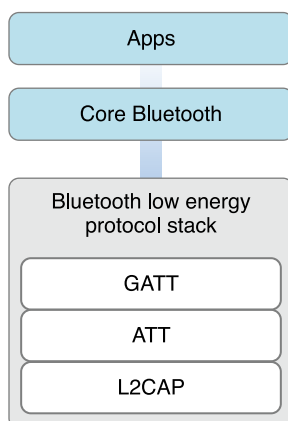 Apps
Core Bluetooth
Bluetooth low energy
protocol stack
GATT
ATT
L2CAP